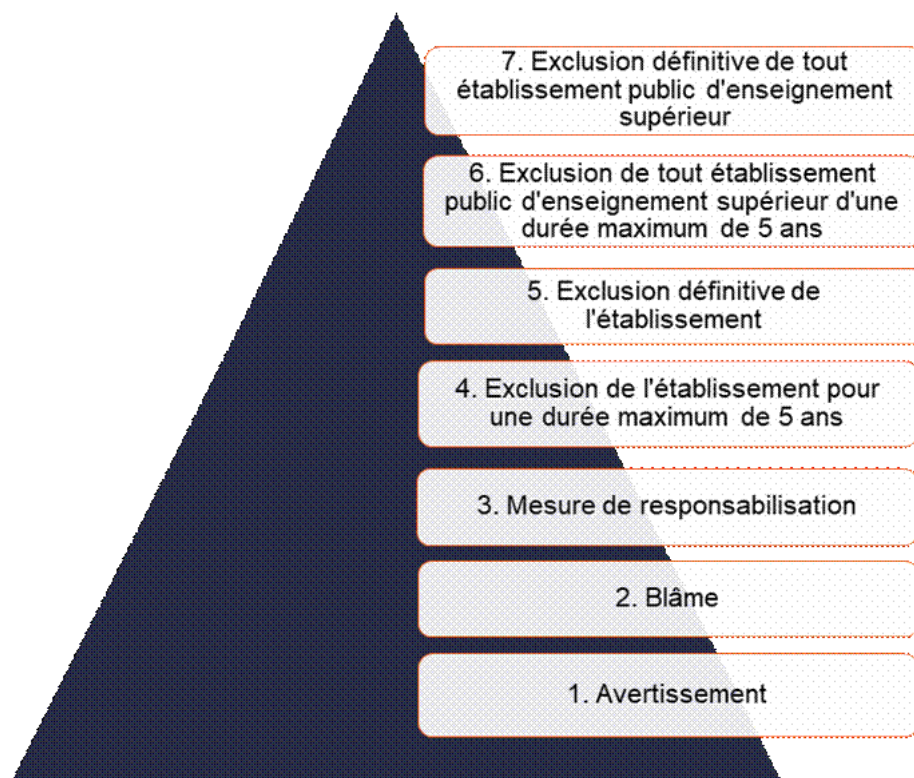 7. Exclusion définitive de tout
établissement public d'enseignement
supérieur
6. Exclusion de tout établissement
public d'enseignement supérieur d'une
durée maximum de 5 ans
5. Exclusion définitive de
l'établissement
4. Exclusion de l'établissement pour
une durée maximum de 5 ans
3. Mesure de responsabilisation
2. Blâme
1. Avertissement